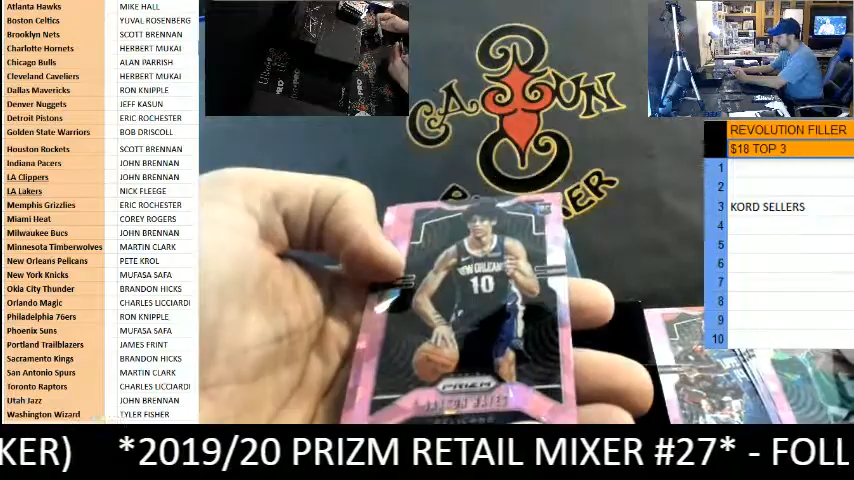 Atlanta Hawks MIKE HALL
Boston Celtics YUVAL ROSENBERG
Brooklyn Nets SCOTT BRENNAN
Charlotte Hornets HERBERT MUKAI
Chicago Bulls ALAN PARRISH
Cleveland Cavaliers HERBERT MUKAI
Dallas Mavericks RON KNIPPLE
Denver Nuggets JEFF KASUN
Detroit Pistons ERIC ROCHESTER
Golden State Warriors BOB DRISCOLL
Houston Rockets SCOTT BRENNAN
Indiana Pacers JOHN BRENNAN
LA Clippers JOHN BRENNAN
LA Lakers NICK FLEEGE
Memphis Grizzlies ERIC ROCHESTER
Miami Heat COREY ROGERS
Milwaukee Bucs JOHN BRENNAN
Minnesota Timberwolves MARTIN CLARK
New Orleans Pelicans PETE KROL
New York Knicks MUFASA SAFA
Okla City Thunder BRANDON HICKS
Orlando Magic CHARLES LICCIARDI
Philadelphia 76ers RON KNIPPLE
Phoenix Suns MUFASA SAFA
Portland Trailblazers JAMES FRINT
Sacramento Kings BRANDON HICKS
San Antonio Spurs MARTIN CLARK
Toronto Raptors CHARLES LICCIARDI
Utah Jazz JOHN BRENNAN
Washington Wizard TYLER FISHER
CAJUN
NEW ORLEANS
10
PRIZM
REVOLUTION FILLER
$18 TOP 3
1
2
3 KORD SELLERS
4
5
6
7
8
9
10
KER) *2019/20 PRIZM RETAIL MIXER #27* - FOLL